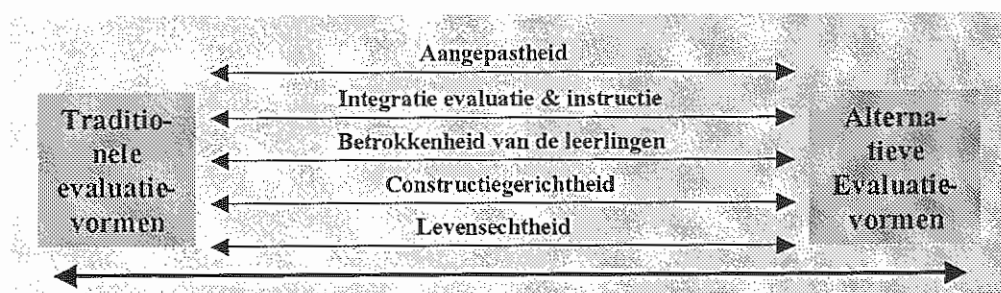 Aangepastheid
Integratie evaluatie & instructie
Betrokkenheid van de leerlingen
Constructiegerichtheid
Levensechtheid
Traditio-
nele
evaluatie-
vormen
Alterna-
tieve
Evaluatie-
vormen